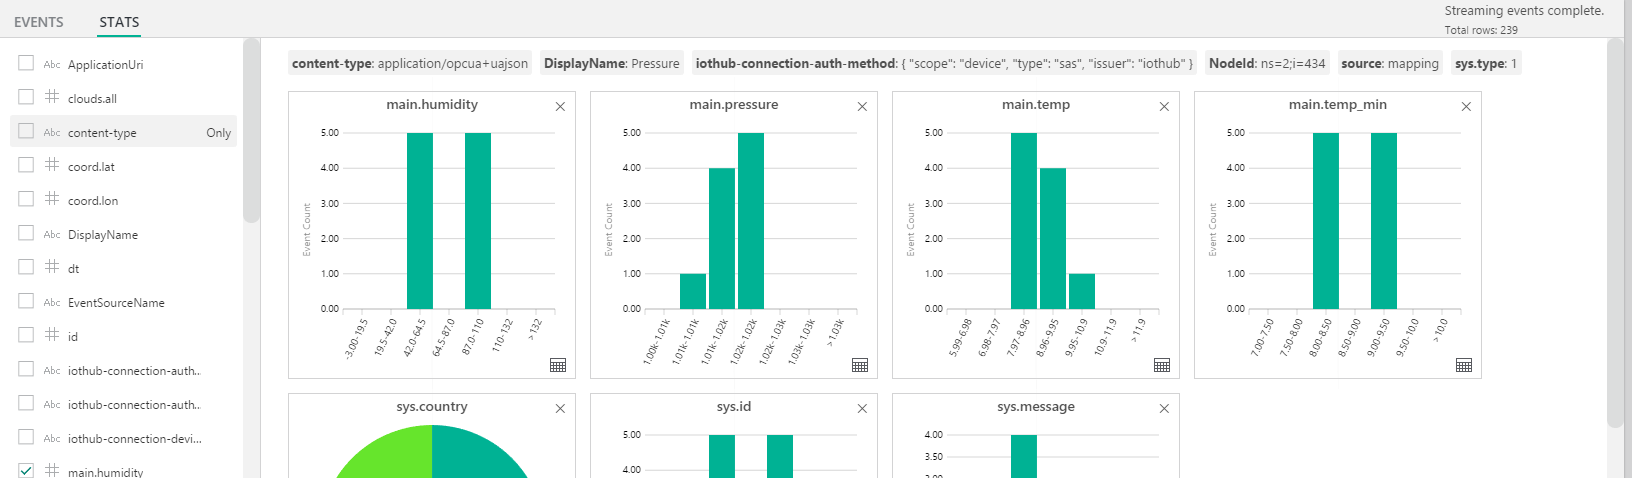 EVENTS STATS
Streaming events complete.
Total rows: 239
Abc ApplicationUri
clouds.all
Abc content-type Only
coord.lat
coord.lon
Abc DisplayName
dt
Abc EventSourceName
id
Abc iothub-connection-auth...
Abc iothub-connection-auth...
Abc iothub-connection-devi...
main.humidity
content-type: application/opcua+uajson DisplayName: Pressure iothub-connection-auth-method: { "scope": "device", "type": "sas", "issuer": "iothub" } NodeId: ns=2;i=434 source: mapping sys.type: 1
main.humidity
5.00
4.00
3.00
2.00
1.00
0.00
Event Count
-3.00-19.5
19.5-42.0
42.0-64.5
64.5-87.0
87.0-110
110-132
> 132
main.pressure
5.00
4.00
3.00
2.00
1.00
0.00
Event Count
1.00k-1.01k
1.01k-1.01k
1.01k-1.02k
1.02k-1.02k
1.02k-1.03k
1.03k-1.03k
> 1.03k
main.temp
5.00
4.00
3.00
2.00
1.00
0.00
Event Count
5.99-6.98
6.98-7.97
7.97-8.96
8.96-9.95
9.95-10.9
10.9-11.9
> 11.9
main.temp_min
5.00
4.00
3.00
2.00
1.00
0.00
Event Count
7.00-7.50
7.50-8.00
8.00-8.50
8.50-9.00
9.00-9.50
9.50-10.0
> 10.0
sys.country
sys.id
5.00
4.00
sys.message
4.00
3.50